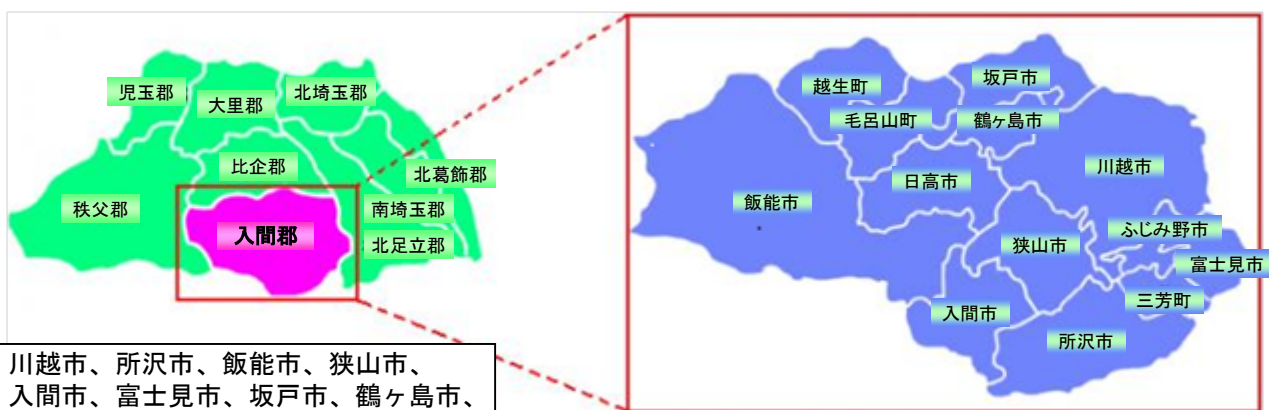 児玉郡
大里郡
北埼玉郡
比企郡
北葛飾郡
秩父郡
南埼玉郡
入間郡
北足立郡
越生町
坂戸市
毛呂山町
鶴ヶ島市
川越市
日高市
飯能市
ふじみ野市
狭山市
富士見市
三芳町
入間市
所沢市
川越市、所沢市、飯能市、狭山市、
入間市、富士見市、坂戸市、鶴ヶ島市、